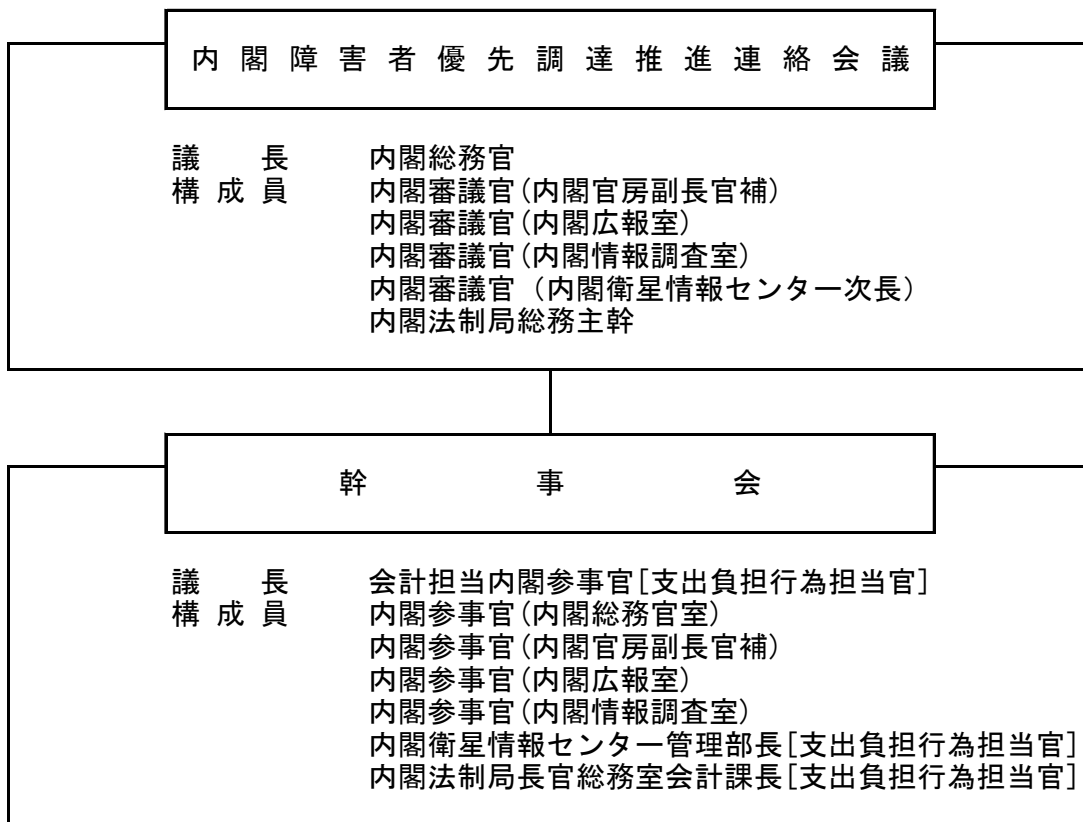 内閣障害者優先調達推進連絡会議
議長 内閣総務官
構成員 内閣審議官(内閣官房副長官補)
内閣審議官(内閣広報室)
内閣審議官(内閣情報調査室)
内閣審議官（内閣衛星情報センター次長）
内閣法制局総務主幹
幹事会
議長 会計担当内閣参事官[支出負担行為担当官]
構成員 内閣参事官(内閣総務官室)
内閣参事官(内閣官房副長官補)
内閣参事官(内閣広報室)
内閣参事官(内閣情報調査室)
内閣衛星情報センター管理部長[支出負担行為担当官]
内閣法制局長官総務室会計課長[支出負担行為担当官]